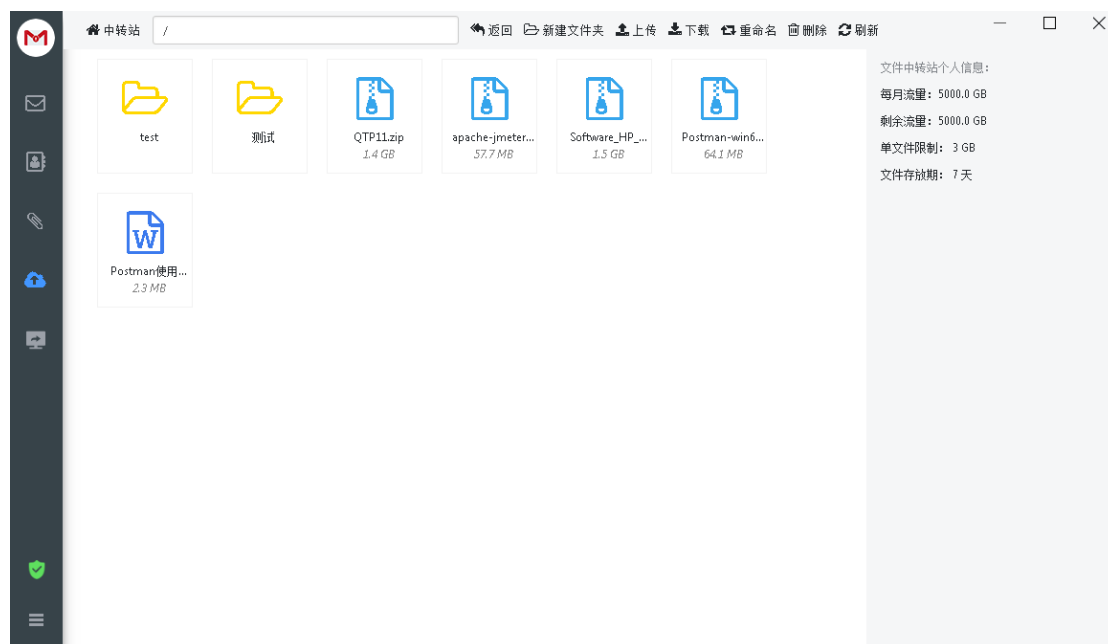 中转站 / 返回 新建文件夹 上传 下载 重命名 删除 刷新
文件中转站个人信息：
每月流量： 5000.0 GB
剩余流量： 5000.0 GB
单文件限制： 3 GB
文件存放期： 7 天
test 测试 QTP11.zip apache-jmeter... Software_HP_... Postman-win6...
1.4 GB 57.7 MB 1.5 GB 64.1 MB
Postman使用...
2.3 MB
W